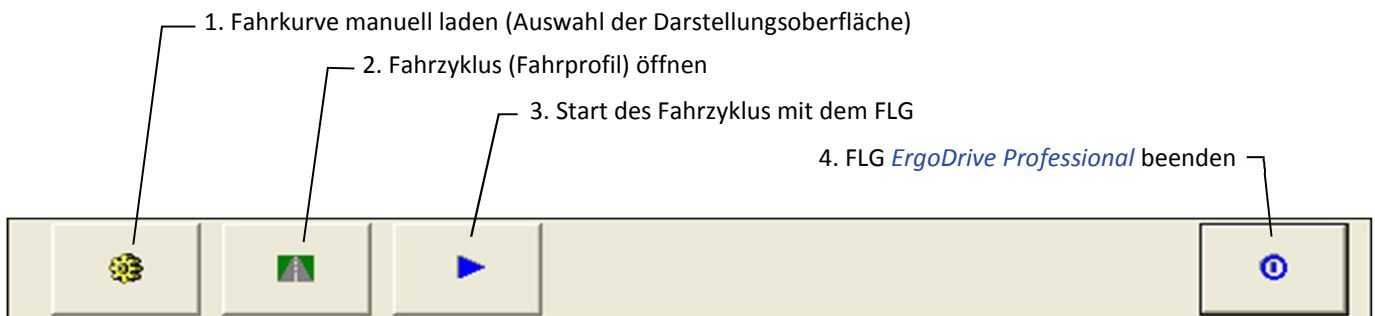 1. Fahrkurve manuell laden (Auswahl der Darstellungsoberfläche)
2. Fahrzyklus (Fahrprofil) öffnen
3. Start des Fahrzyklus mit dem FLG
4. FLG ErgoDrive Professional beenden